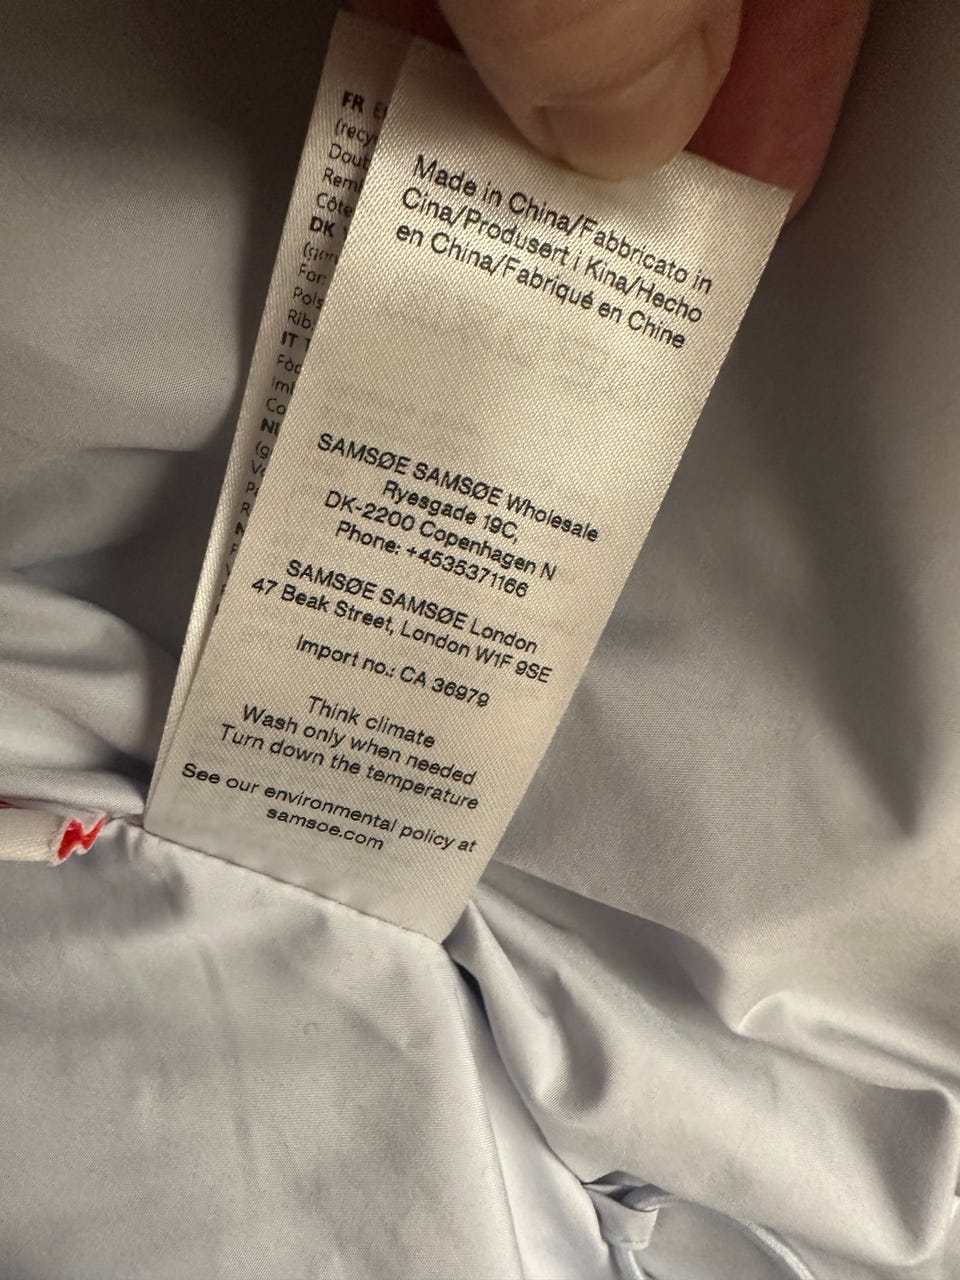 Made in China/Fabbricato in
Cina/Produsert i Kina/Hecho
en China/Fabriqué en Chine
SAMSØE SAMSØE Wholesale
Ryesgade 19C,
DK-2200 Copenhagen N
Phone: +4535371166
SAMSØE SAMSØE London
47 Beak Street, London W1F 9SE
Import no.: CA 36979
Think climate
Wash only when needed
Turn down the temperature
See our environmental policy at
samsoe.com
FR
DK
IT